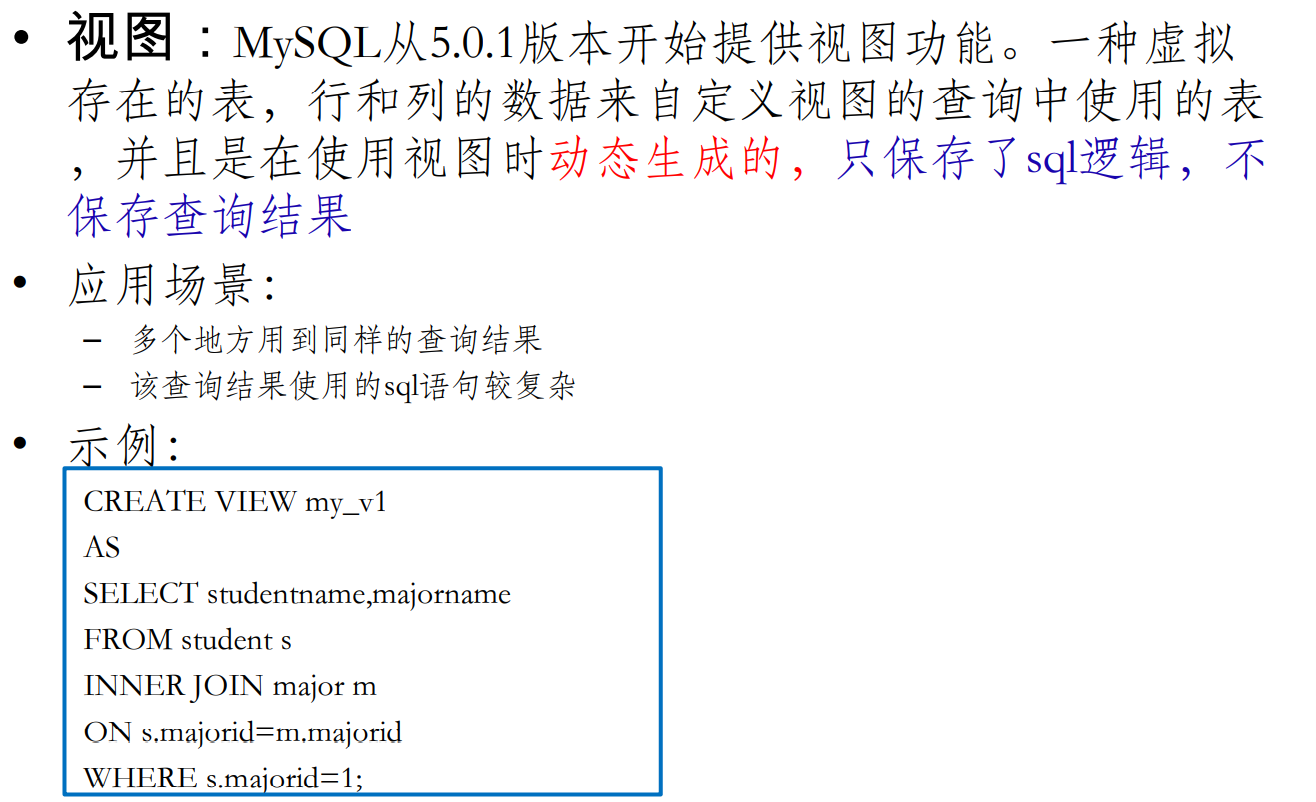 • 视图：MySQL从5.0.1版本开始提供视图功能。一种虚拟
存在的表，行和列的数据来自定义视图的查询中使用的表
，并且是在使用视图时动态生成的，只保存了sql逻辑，不
保存查询结果
• 应用场景：
– 多个地方用到同样的查询结果
– 该查询结果使用的sql语句较复杂
• 示例：
CREATE VIEW my_v1
AS
SELECT studentname,majorname
FROM student s
INNER JOIN major m
ON s.majorid=m.majorid
WHERE s.majorid=1;